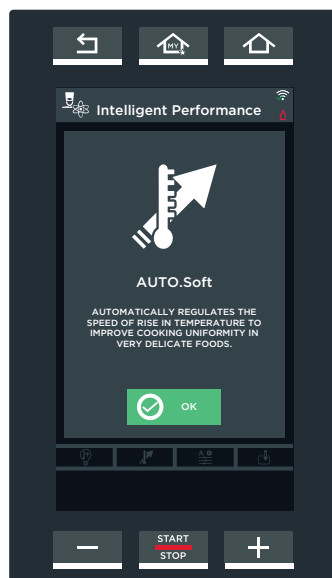 MY
Intelligent Performance
AUTO.Soft
AUTOMATICALLY REGULATES THE
SPEED OF RISE IN TEMPERATURE TO
IMPROVE COOKING UNIFORMITY IN
VERY DELICATE FOODS.
OK
START
STOP